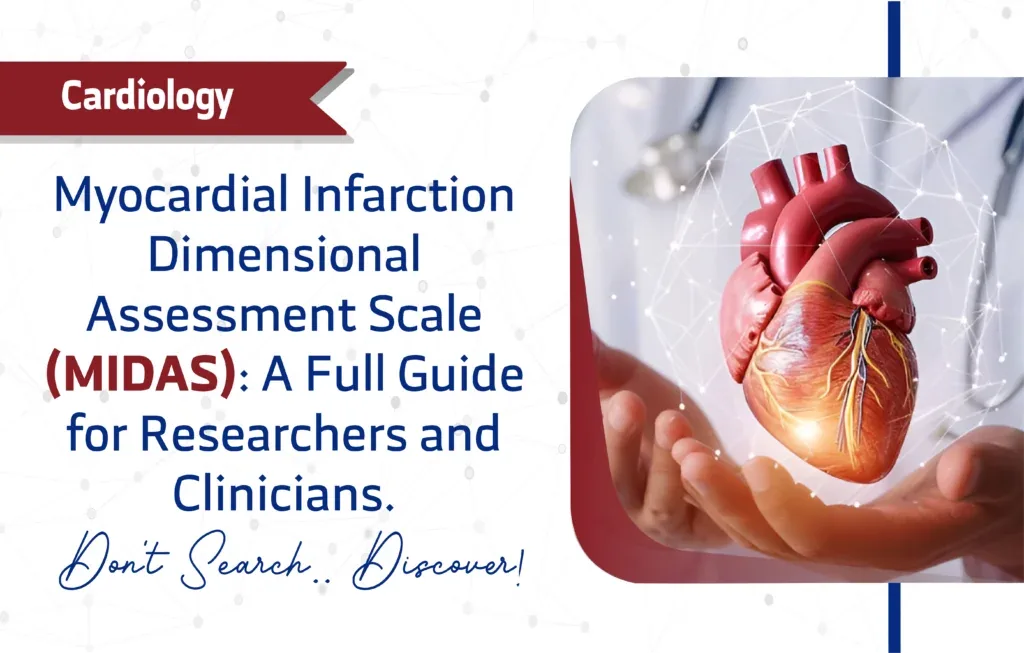 Cardiology
Myocardial Infarction
Dimensional
Assessment Scale
(MIDAS): A Full Guide
for Researchers and
Clinicians.
Don't Search.. Discover!